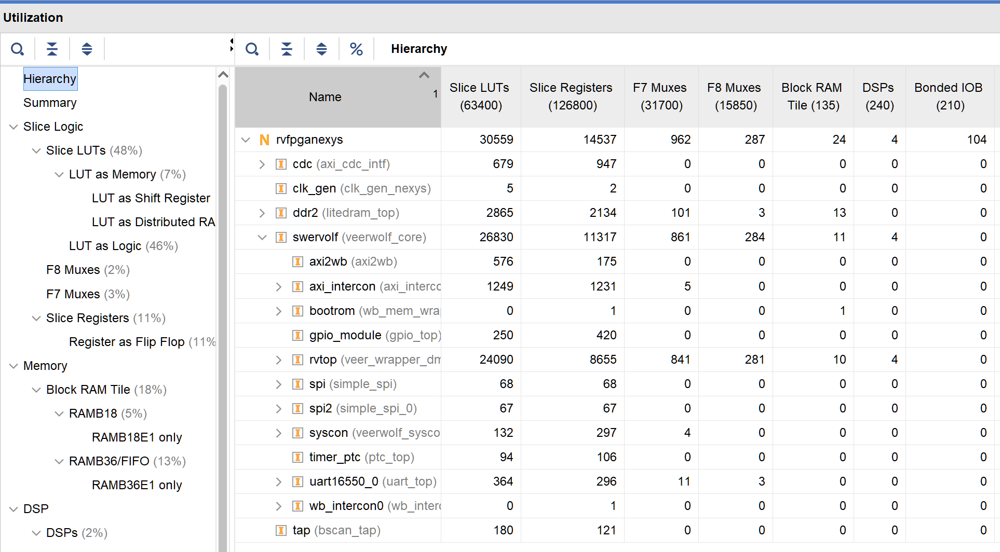 Utilization
Hierarchy
Summary
Slice Logic
Slice LUTs (48%)
LUT as Memory (7%)
LUT as Shift Register
LUT as Distributed RA
LUT as Logic (46%)
F8 Muxes (2%)
F7 Muxes (3%)
Slice Registers (11%)
Register as Flip Flop (11%
Memory
Block RAM Tile (18%)
RAMB18 (5%)
RAMB18E1 only
RAMB36/FIFO (13%)
RAMB36E1 only
DSP
DSPs (2%)
% Hierarchy
Name 1 Slice LUTs (63400) Slice Registers (126800) F7 Muxes (31700) F8 Muxes (15850) Block RAM Tile (135) DSPs (240) Bonded IOB (210)
N rvfpganexys 30559 14537 962 287 24 4 104
I cdc (axi_cdc_intf) 679 947 0 0 0 0 0
I clk_gen (clk_gen_nexys) 5 2 0 0 0 0 0
I ddr2 (litedram_top) 2865 2134 101 3 13 0 0
I swervolf (veerwolf_core) 26830 11317 861 284 11 4 0
I axi2wb (axi2wb) 576 175 0 0 0 0 0
I axi_intercon (axi_interco 1249 1231 5 0 0 0 0
I bootrom (wb_mem_wra 0 1 0 0 1 0 0
I gpio_module (gpio_top) 250 420 0 0 0 0 0
I rvtop (veer_wrapper_dm 24090 8655 841 281 10 4 0
I spi (simple_spi) 68 68 0 0 0 0 0
I spi2 (simple_spi_0) 67 67 0 0 0 0 0
I syscon (veerwolf_sysco 132 297 4 0 0 0 0
I timer_ptc (ptc_top) 94 106 0 0 0 0 0
I uart16550_0 (uart_top) 364 296 11 3 0 0 0
I wb_intercon0 (wb_interc 0 1 0 0 0 0 0
I tap (bscan_tap) 180 121 0 0 0 0 0